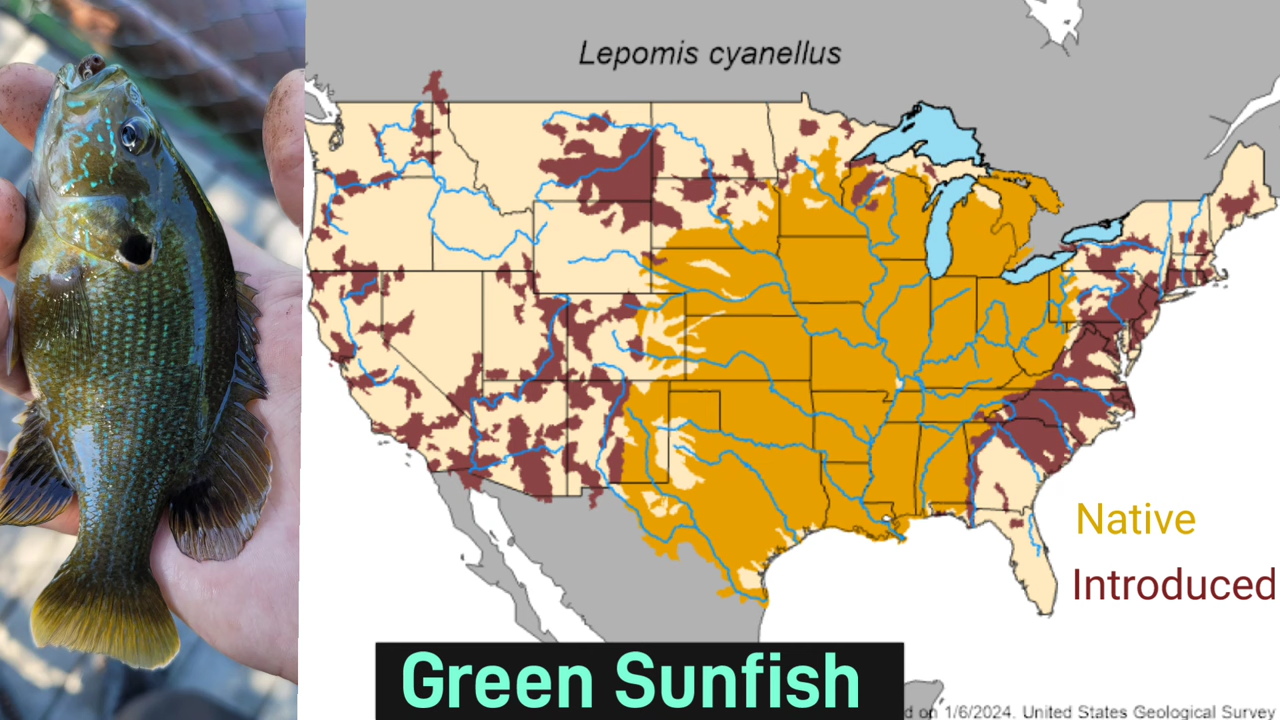 Lepomis cyanellus
Native
Introduced
Green Sunfish
on 1/6/2024. United States Geological Survey